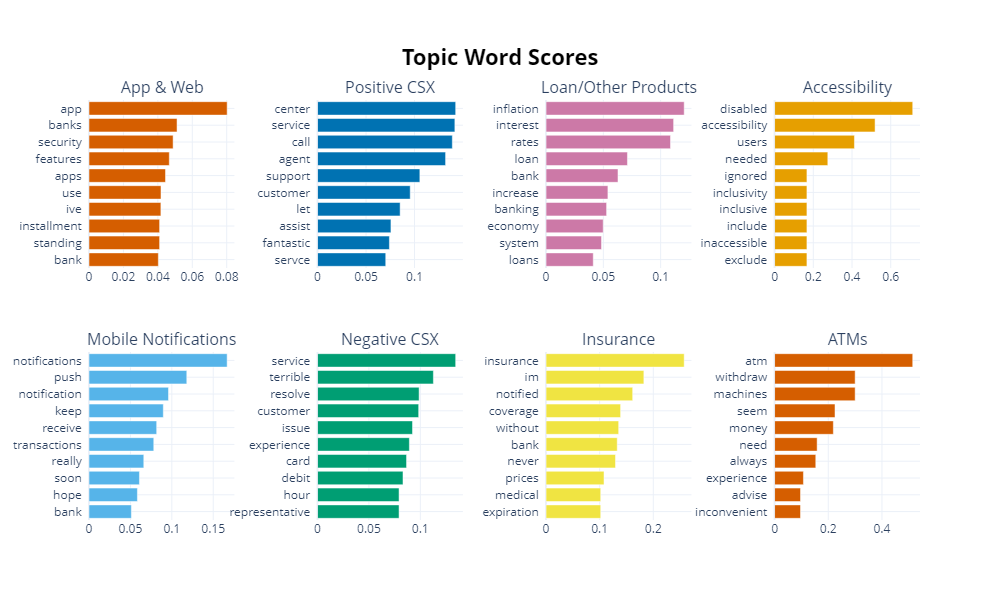 Topic Word Scores
App & Web
app
banks
security
features
apps
use
ive
installment
standing
bank
0 0.02 0.04 0.06 0.08
Positive CSX
center
service
call
agent
support
customer
let
assist
fantastic
servce
0 0.05 0.1
Loan/Other Products
inflation
interest
rates
loan
bank
increase
banking
economy
system
loans
0 0.05 0.1
Accessibility
disabled
accessibility
users
needed
ignored
inclusivity
inclusive
include
inaccessible
exclude
0 0.2 0.4 0.6
Mobile Notifications
notifications
push
notification
keep
receive
transactions
really
soon
hope
bank
0 0.05 0.1 0.15
Negative CSX
service
terrible
resolve
customer
issue
experience
card
debit
hour
representative
0 0.05 0.1
Insurance
insurance
im
notified
coverage
without
bank
never
prices
medical
expiration
0 0.1 0.2
ATMs
atm
withdraw
machines
seem
money
need
always
experience
advise
inconvenient
0 0.2 0.4